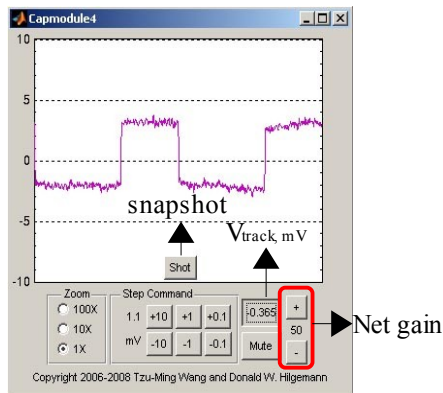 Capmodule4
10
5
0
-5
-10
snapshot
Vtrack, mV
Shot
Net gain
Zoom
100X
10X
1X
Step Command
1.1 +10 +1 +0.1
mV -10 -1 -0.1
-0.365
Mute
+
50
-
Copyright 2006-2008 Tzu-Ming Wang and Donald W. Hilgemann